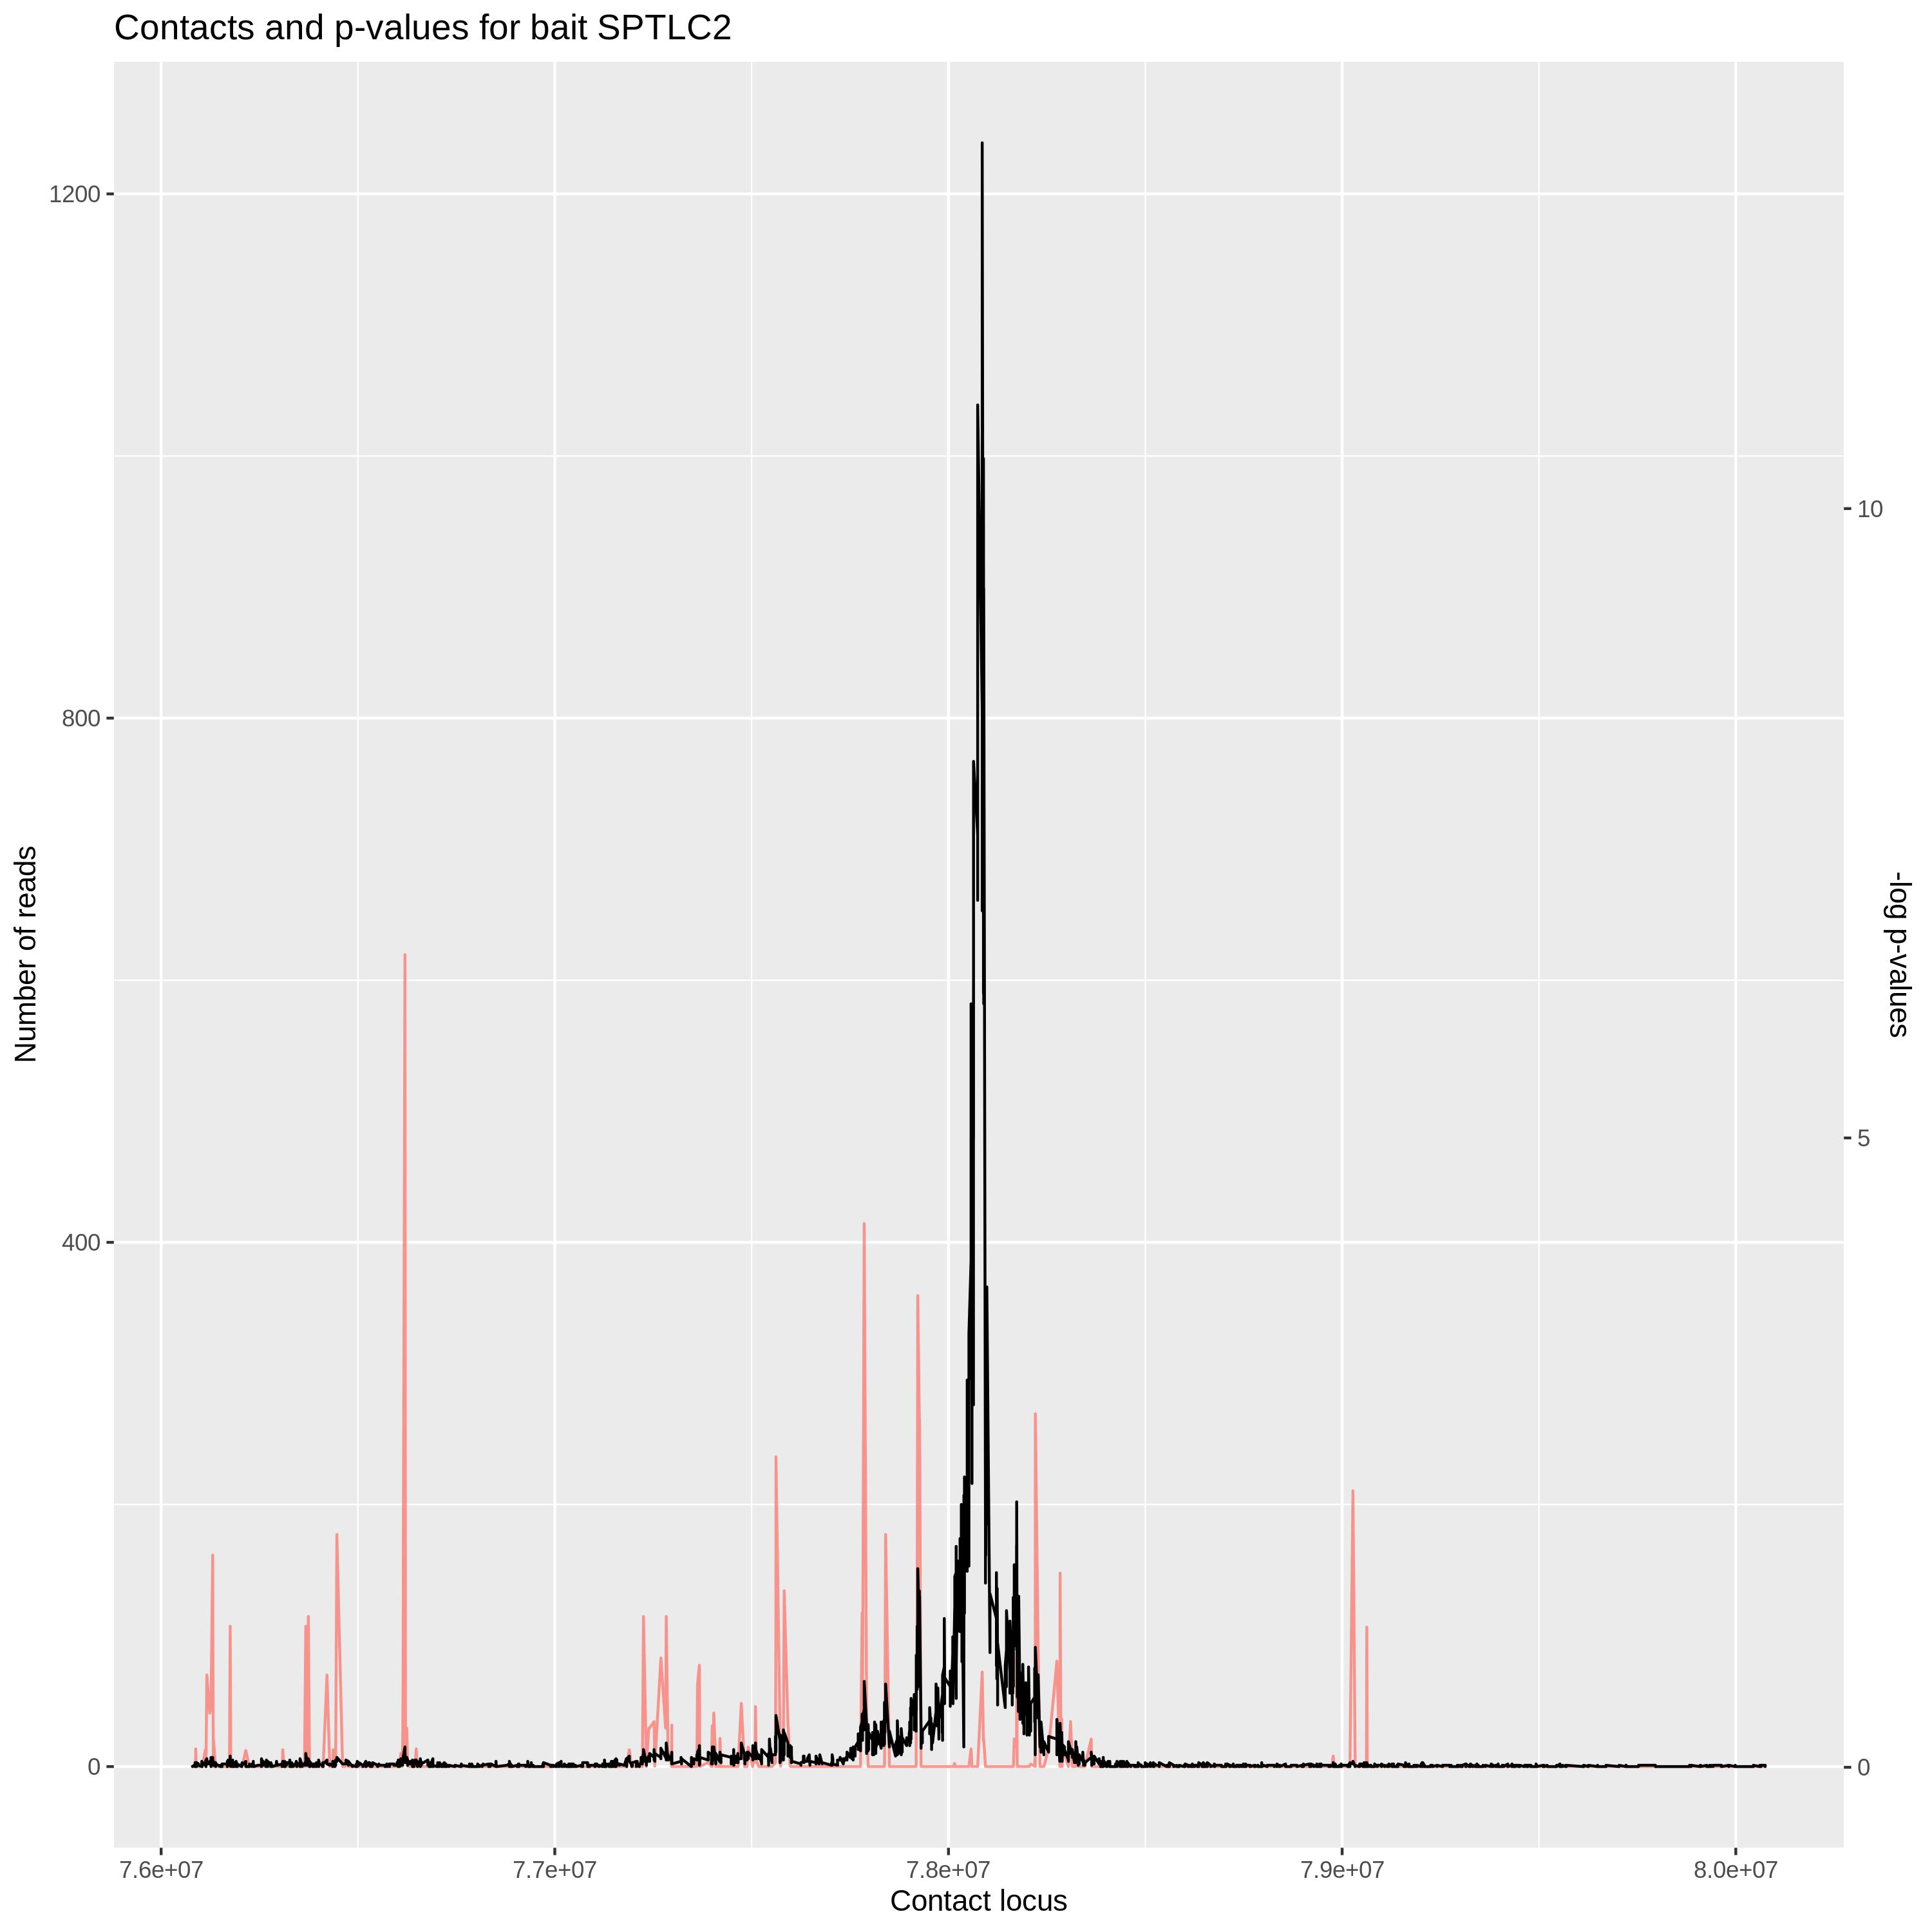 Contacts and p-values for bait SPTLC2
1200
800
400
0
Number of reads
10
5
0
-log p-values
7.6e+07 7.7e+07 7.8e+07 7.9e+07 8.0e+07
Contact locus